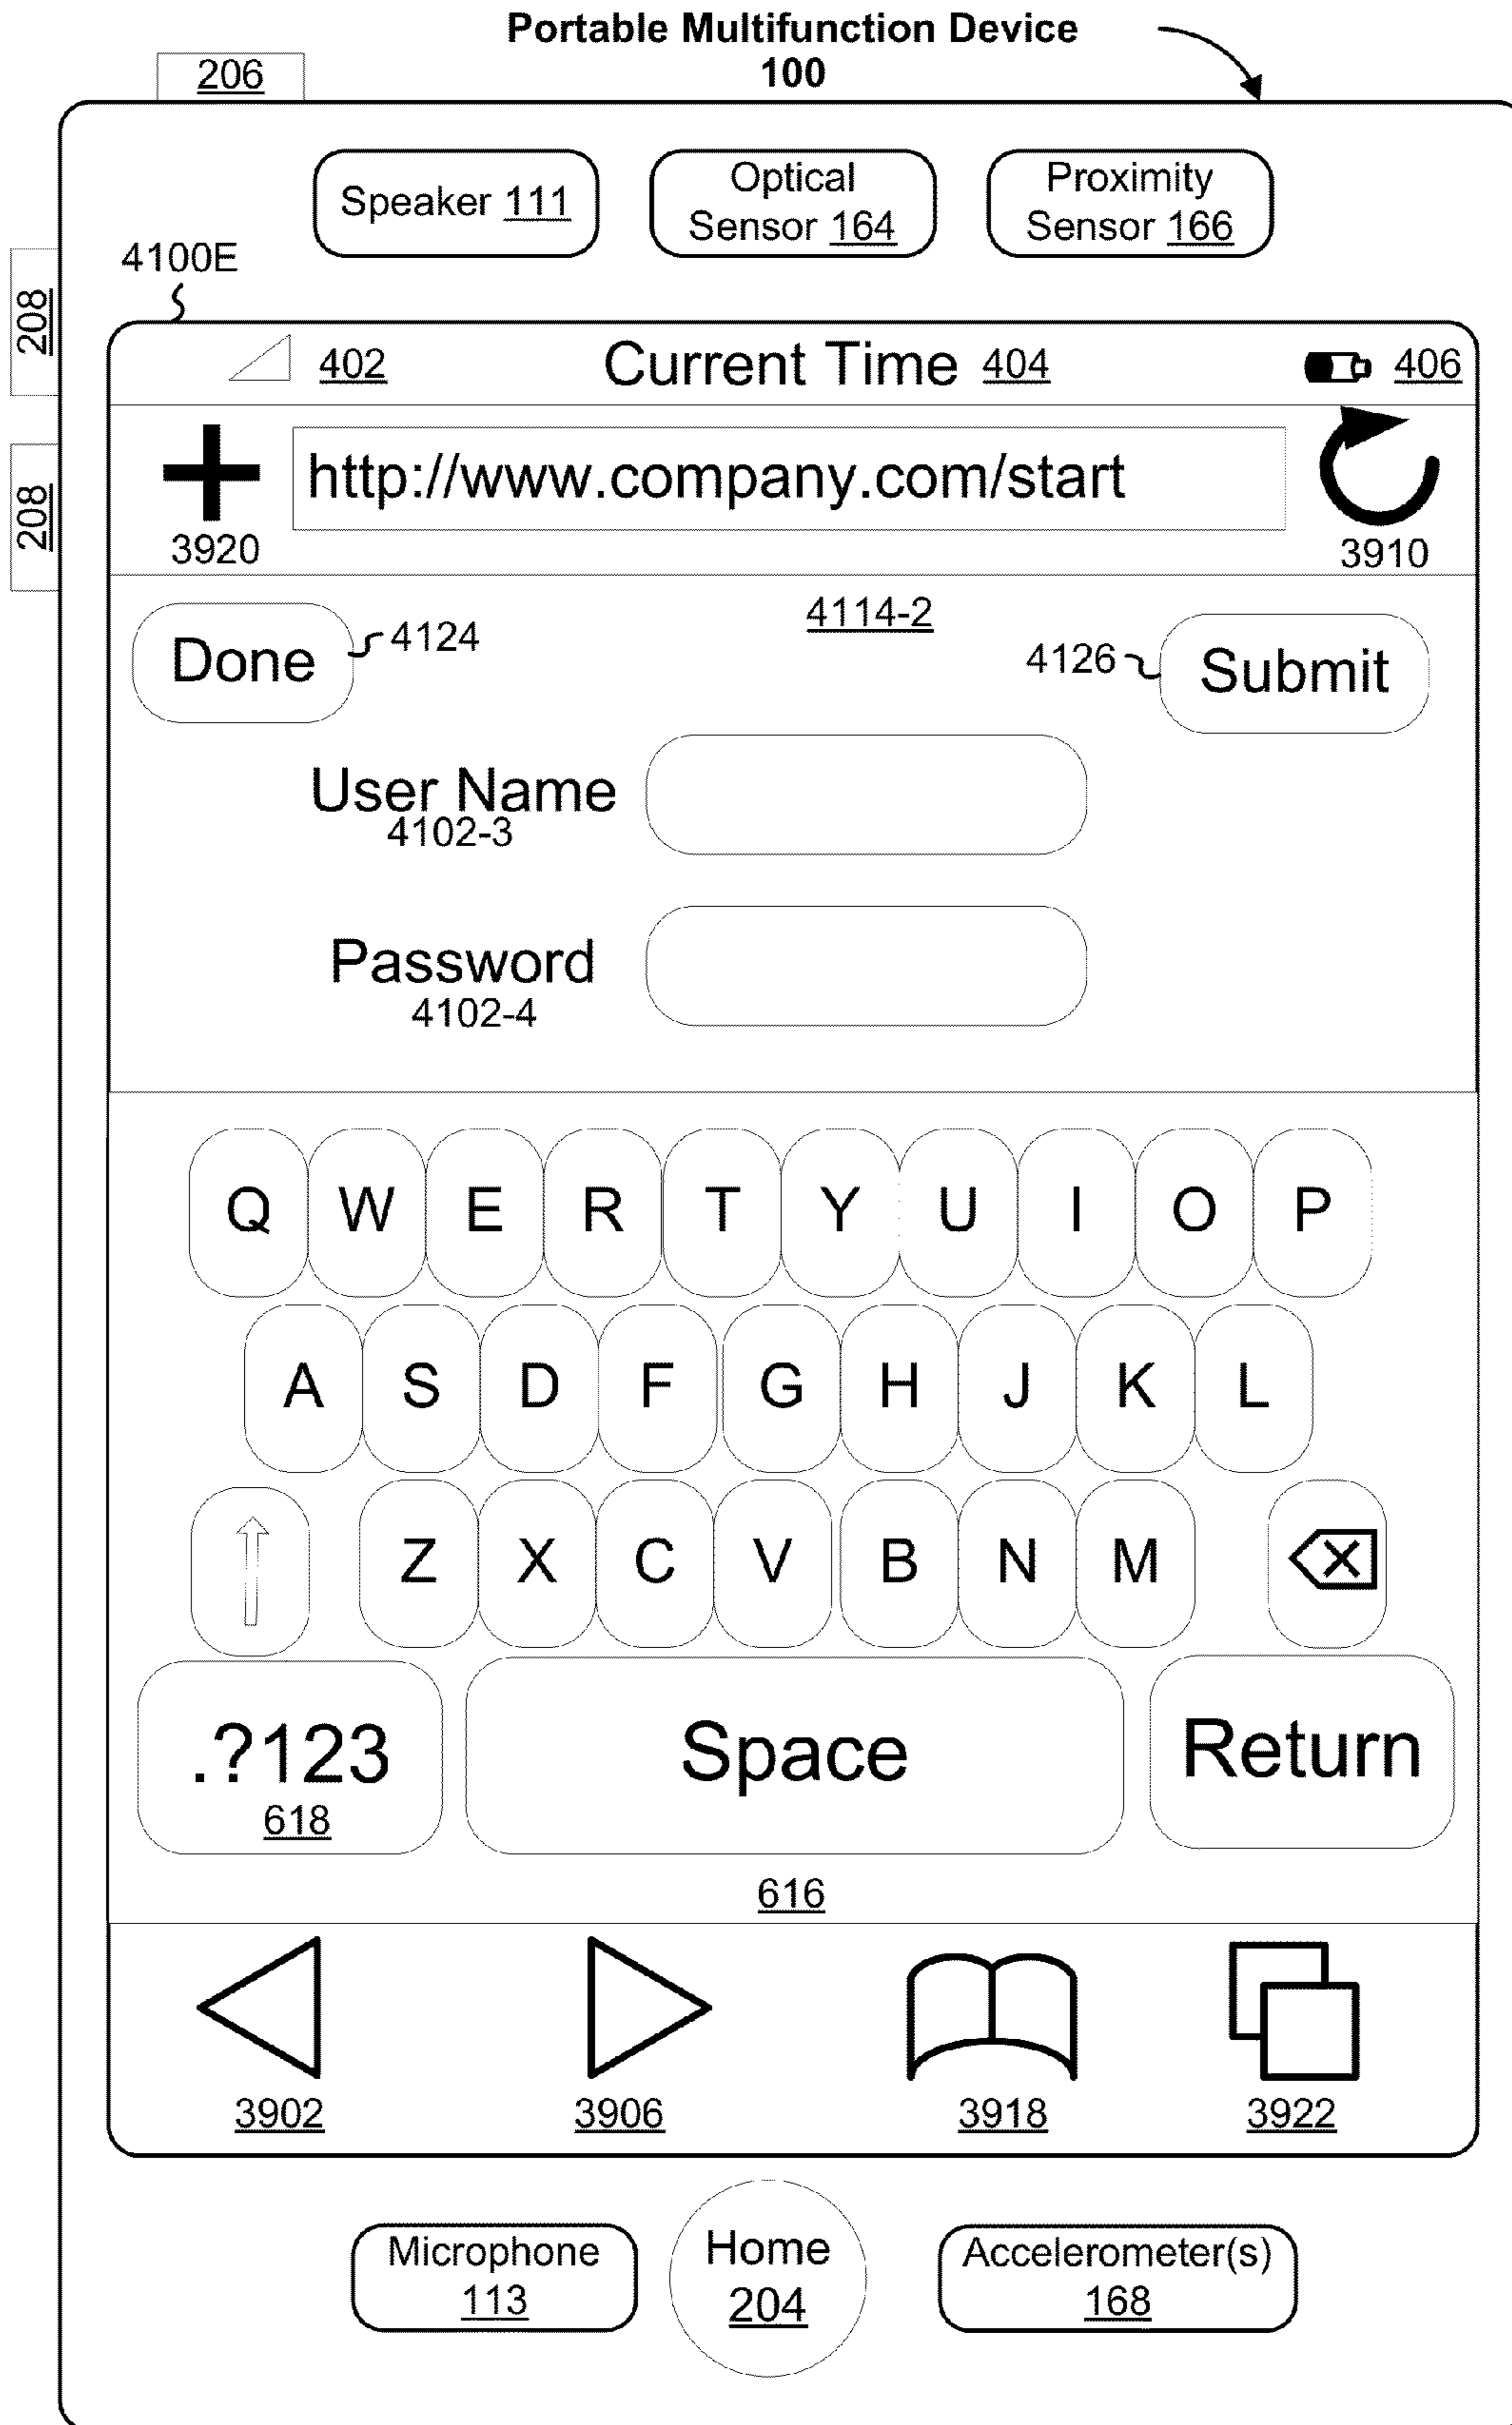 Portable Multifunction Device
100
206
Speaker 111
Optical
Sensor 164
Proximity
Sensor 166
4100E
208
208
402
Current Time 404
406
http://www.company.com/start
3920
3910
4114-2
Done
4124
4126
Submit
User Name
4102-3
Password
4102-4
Q W E R T Y U I O P
A S D F G H J K L
Z X C V B N M
.?123
618
Space
Return
616
3902
3906
3918
3922
Microphone
113
Home
204
Accelerometer(s)
168